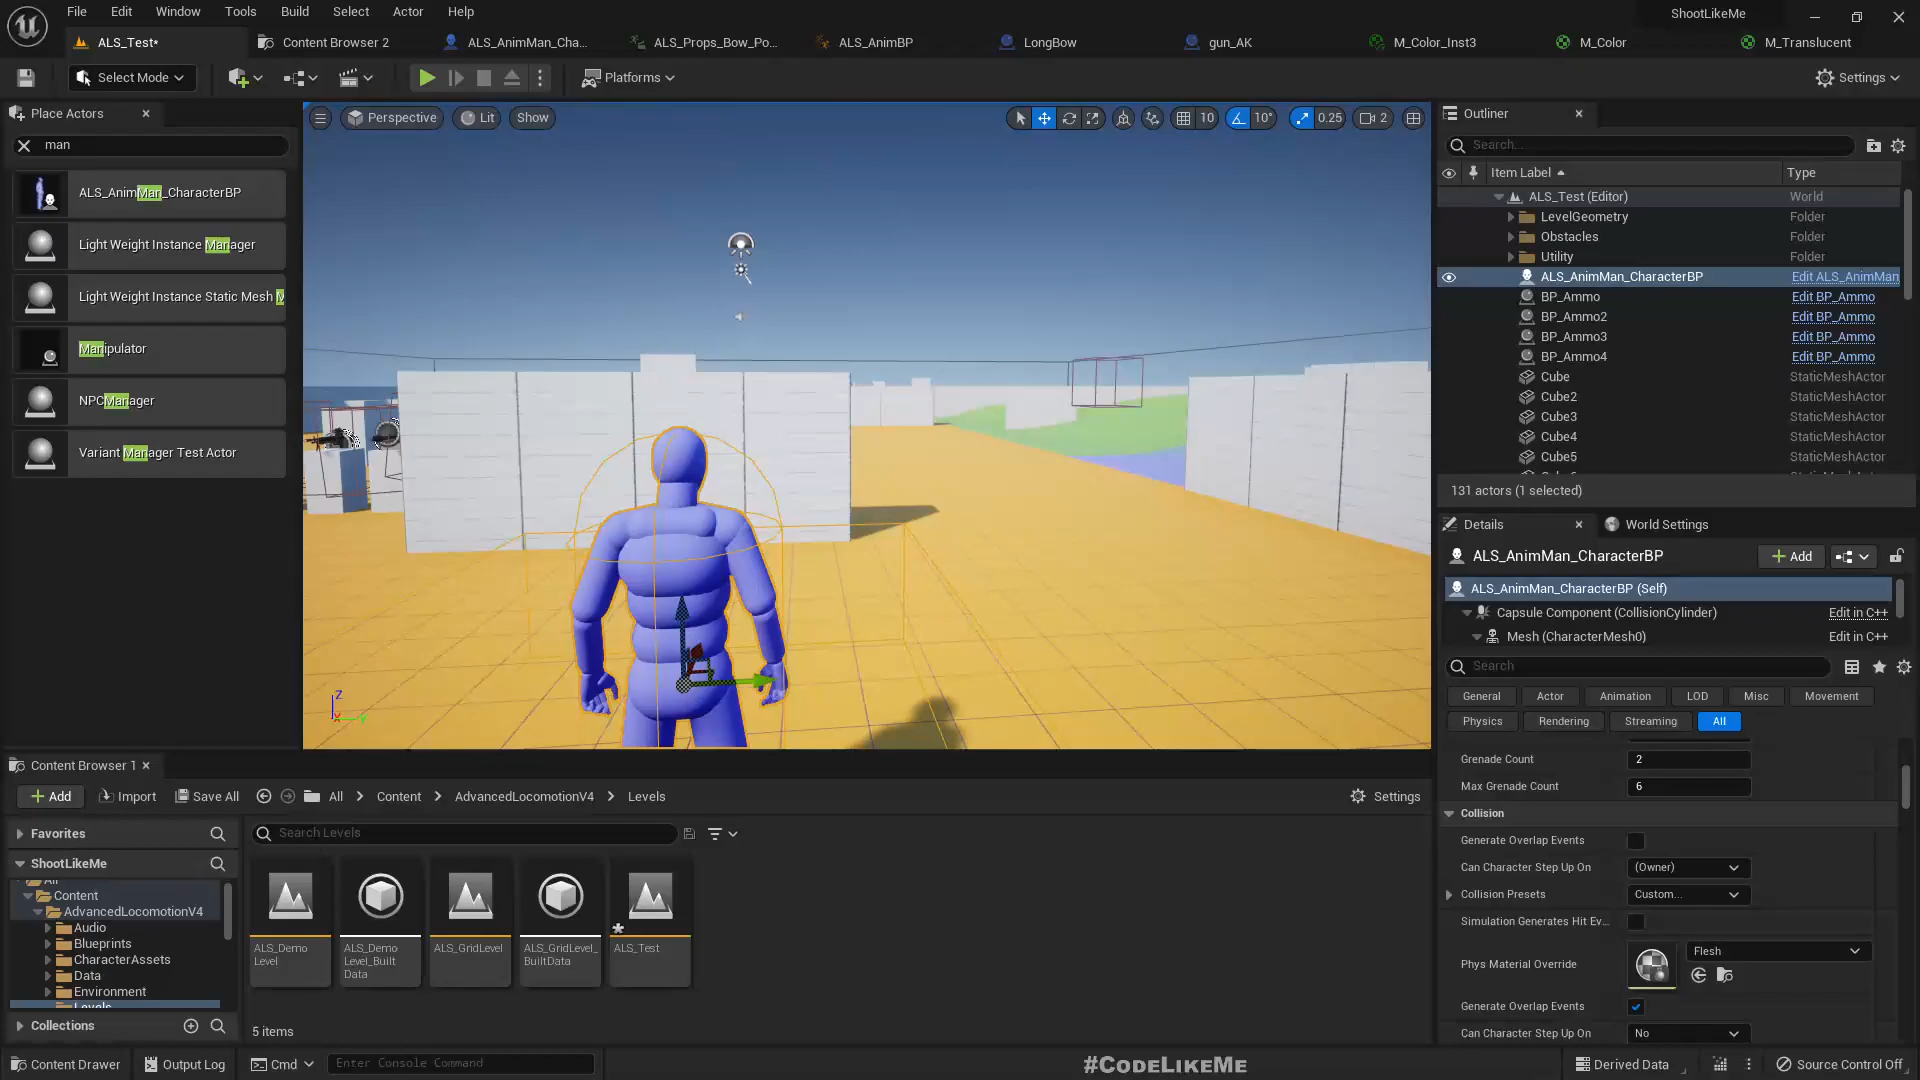 File Edit Window Tools Build Select Actor Help
ShootLikeMe
ALS_Test*
Content Browser 2
ALS_AnimMan_Cha...
ALS_Props_Bow_Po...
ALS_AnimBP
LongBow
gun_AK
M_Color_Inst3
M_Color
M_Translucent
Select Mode
Platforms
Settings
Place Actors
man
ALS_AnimMan_CharacterBP
Light Weight Instance Manager
Light Weight Instance Static Mesh M
Manipulator
NPCManager
Variant Manager Test Actor
Perspective
Lit
Show
10
10°
0.25
2
Z
Y
Outliner
Search...
Item Label
Type
ALS_Test (Editor) World
LevelGeometry Folder
Obstacles Folder
Utility Folder
ALS_AnimMan_CharacterBP Edit ALS_AnimMan
BP_Ammo Edit BP_Ammo
BP_Ammo2 Edit BP_Ammo
BP_Ammo3 Edit BP_Ammo
BP_Ammo4 Edit BP_Ammo
Cube StaticMeshActor
Cube2 StaticMeshActor
Cube3 StaticMeshActor
Cube4 StaticMeshActor
Cube5 StaticMeshActor
131 actors (1 selected)
Details
World Settings
ALS_AnimMan_CharacterBP
Add
ALS_AnimMan_CharacterBP (Self)
Capsule Component (CollisionCylinder) Edit in C++
Mesh (CharacterMesh0) Edit in C++
Search
General Actor Animation LOD Misc Movement
Physics Rendering Streaming All
Grenade Count 2
Max Grenade Count 6
Collision
Generate Overlap Events
Can Character Step Up On (Owner)
Collision Presets Custom...
Simulation Generates Hit Ev...
Phys Material Override Flesh
Generate Overlap Events
Can Character Step Up On No
Content Browser 1
Add Import Save All All Content AdvancedLocomotionV4 Levels Settings
Favorites
ShootLikeMe
All
Content
AdvancedLocomotionV4
Audio
Blueprints
CharacterAssets
Data
Environment
Levels
Collections
Search Levels
ALS_Demo
Level
ALS_Demo
Level_Built
Data
ALS_GridLevel
ALS_GridLevel_
BuiltData
ALS_Test
5 items
Content Drawer
Output Log
Cmd
Enter Console Command
#CODELIKEME
Derived Data
Source Control Off